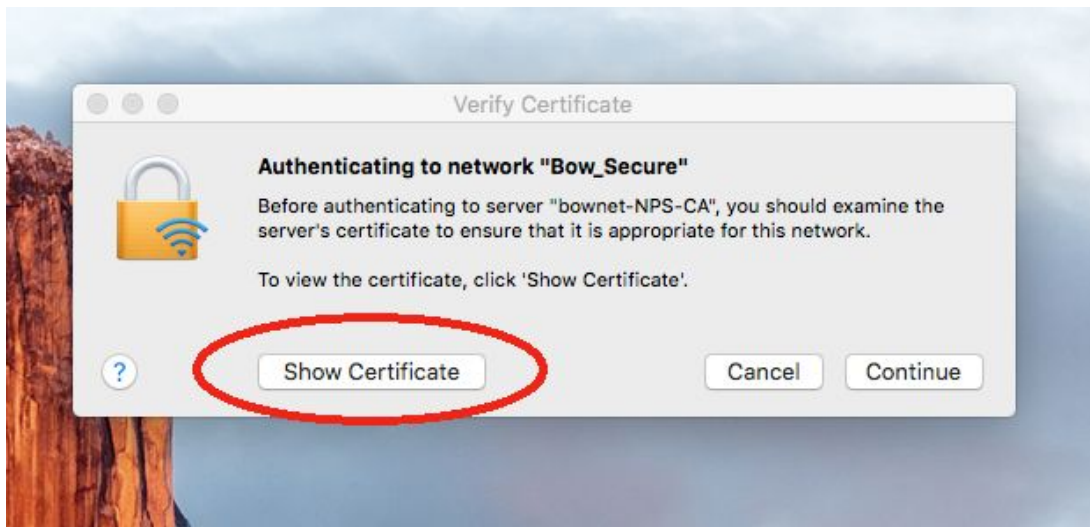 Verify Certificate
Authenticating to network "Bow_Secure"
Before authenticating to server "bownet-NPS-CA", you should examine the
server's certificate to ensure that it is appropriate for this network.
To view the certificate, click 'Show Certificate'.
?
Show Certificate
Cancel
Continue